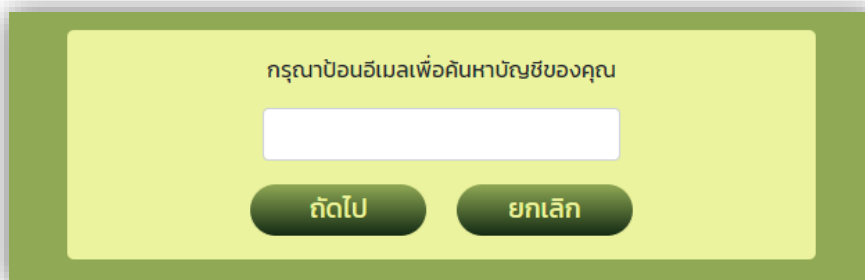 กรุณาป้อนอีเมลเพื่อค้นหาบัญชีของคุณ
ถัดไป
ยกเลิก